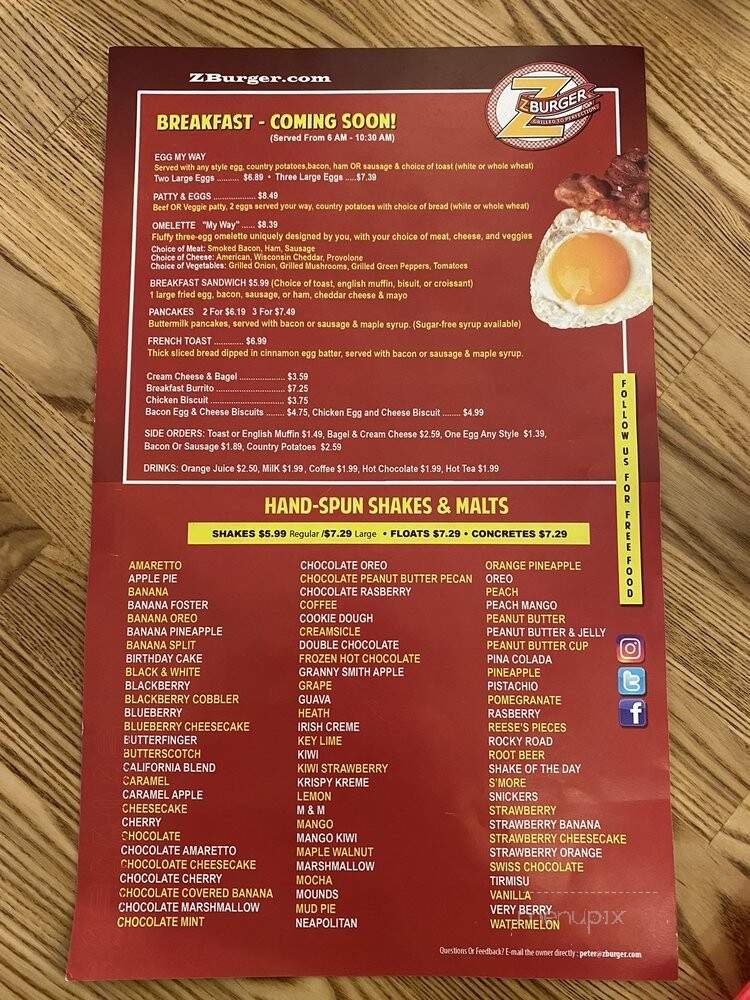 ZBurger.com
Z BURGER.COM
GRILLED TO PERFECTION
BREAKFAST - COMING SOON!
(Served From 6 AM - 10:30 AM)
EGG MY WAY
Served with any style egg, country potatoes,bacon, ham OR sausage & choice of toast (white or whole wheat)
Two Large Eggs ........... $6.89 • Three Large Eggs .....$7.39
PATTY & EGGS ................... $8.49
Beef OR Veggie patty, 2 eggs served your way, country potatoes with choice of bread (white or whole wheat)
OMELETTE "My Way" ...... $8.39
Fluffy three-egg omelette uniquely designed by you, with your choice of meat, cheese, and veggies
Choice of Meat: Smoked Bacon, Ham, Sausage
Choice of Cheese: American, Wisconsin Cheddar, Provolone
Choice of Vegetables: Grilled Onion, Grilled Mushrooms, Grilled Green Peppers, Tomatoes
BREAKFAST SANDWICH $5.99 (Choice of toast, english muffin, bisuit, or croissant)
1 large fried egg, bacon, sausage, or ham, cheddar cheese & mayo
PANCAKES 2 For $6.19 3 For $7.49
Buttermilk pancakes, served with bacon or sausage & maple syrup. (Sugar-free syrup available)
FRENCH TOAST ............. $6.99
Thick sliced bread dipped in cinnamon egg batter, served with bacon or sausage & maple syrup.
Cream Cheese & Bagel .................... $3.59
Breakfast Burrito .............................. $7.25
Chicken Biscuit ................................ $3.75
Bacon Egg & Cheese Biscuits ........ $4.75, Chicken Egg and Cheese Biscuit ........ $4.99
SIDE ORDERS: Toast or English Muffin $1.49, Bagel & Cream Cheese $2.59, One Egg Any Style $1.39,
Bacon Or Sausage $1.89, Country Potatoes $2.59
DRINKS: Orange Juice $2.50, MilK $1.99, Coffee $1.99, Hot Chocolate $1.99, Hot Tea $1.99
FOLLOW US FOR FREE FOOD
HAND-SPUN SHAKES & MALTS
SHAKES $5.99 Regular /$7.29 Large • FLOATS $7.29 • CONCRETES $7.29
AMARETTO
APPLE PIE
BANANA
BANANA FOSTER
BANANA OREO
BANANA PINEAPPLE
BANANA SPLIT
BIRTHDAY CAKE
BLACK & WHITE
BLACKBERRY
BLACKBERRY COBBLER
BLUEBERRY
BLUEBERRY CHEESECAKE
BUTTERFINGER
BUTTERSCOTCH
CALIFORNIA BLEND
CARAMEL
CARAMEL APPLE
CHEESECAKE
CHERRY
CHOCOLATE
CHOCOLATE AMARETTO
CHOCOLOATE CHEESECAKE
CHOCOLATE CHERRY
CHOCOLATE COVERED BANANA
CHOCOLATE MARSHMALLOW
CHOCOLATE MINT
CHOCOLATE OREO
CHOCOLATE PEANUT BUTTER PECAN
CHOCOLATE RASBERRY
COFFEE
COOKIE DOUGH
CREAMSICLE
DOUBLE CHOCOLATE
FROZEN HOT CHOCOLATE
GRANNY SMITH APPLE
GRAPE
GUAVA
HEATH
IRISH CREME
KEY LIME
KIWI
KIWI STRAWBERRY
KRISPY KREME
LEMON
M & M
MANGO
MANGO KIWI
MAPLE WALNUT
MARSHMALLOW
MOCHA
MOUNDS
MUD PIE
NEAPOLITAN
ORANGE PINEAPPLE
OREO
PEACH
PEACH MANGO
PEANUT BUTTER
PEANUT BUTTER & JELLY
PEANUT BUTTER CUP
PINA COLADA
PINEAPPLE
PISTACHIO
POMEGRANATE
RASBERRY
REESE'S PIECES
ROCKY ROAD
ROOT BEER
SHAKE OF THE DAY
S'MORE
SNICKERS
STRAWBERRY
STRAWBERRY BANANA
STRAWBERRY CHEESECAKE
STRAWBERRY ORANGE
SWISS CHOCOLATE
TIRMISU
VANILLA
VERY BERRY
WATERMELON
menupix
Questions Or Feedback? E-mail the owner directly : peter@zburger.com